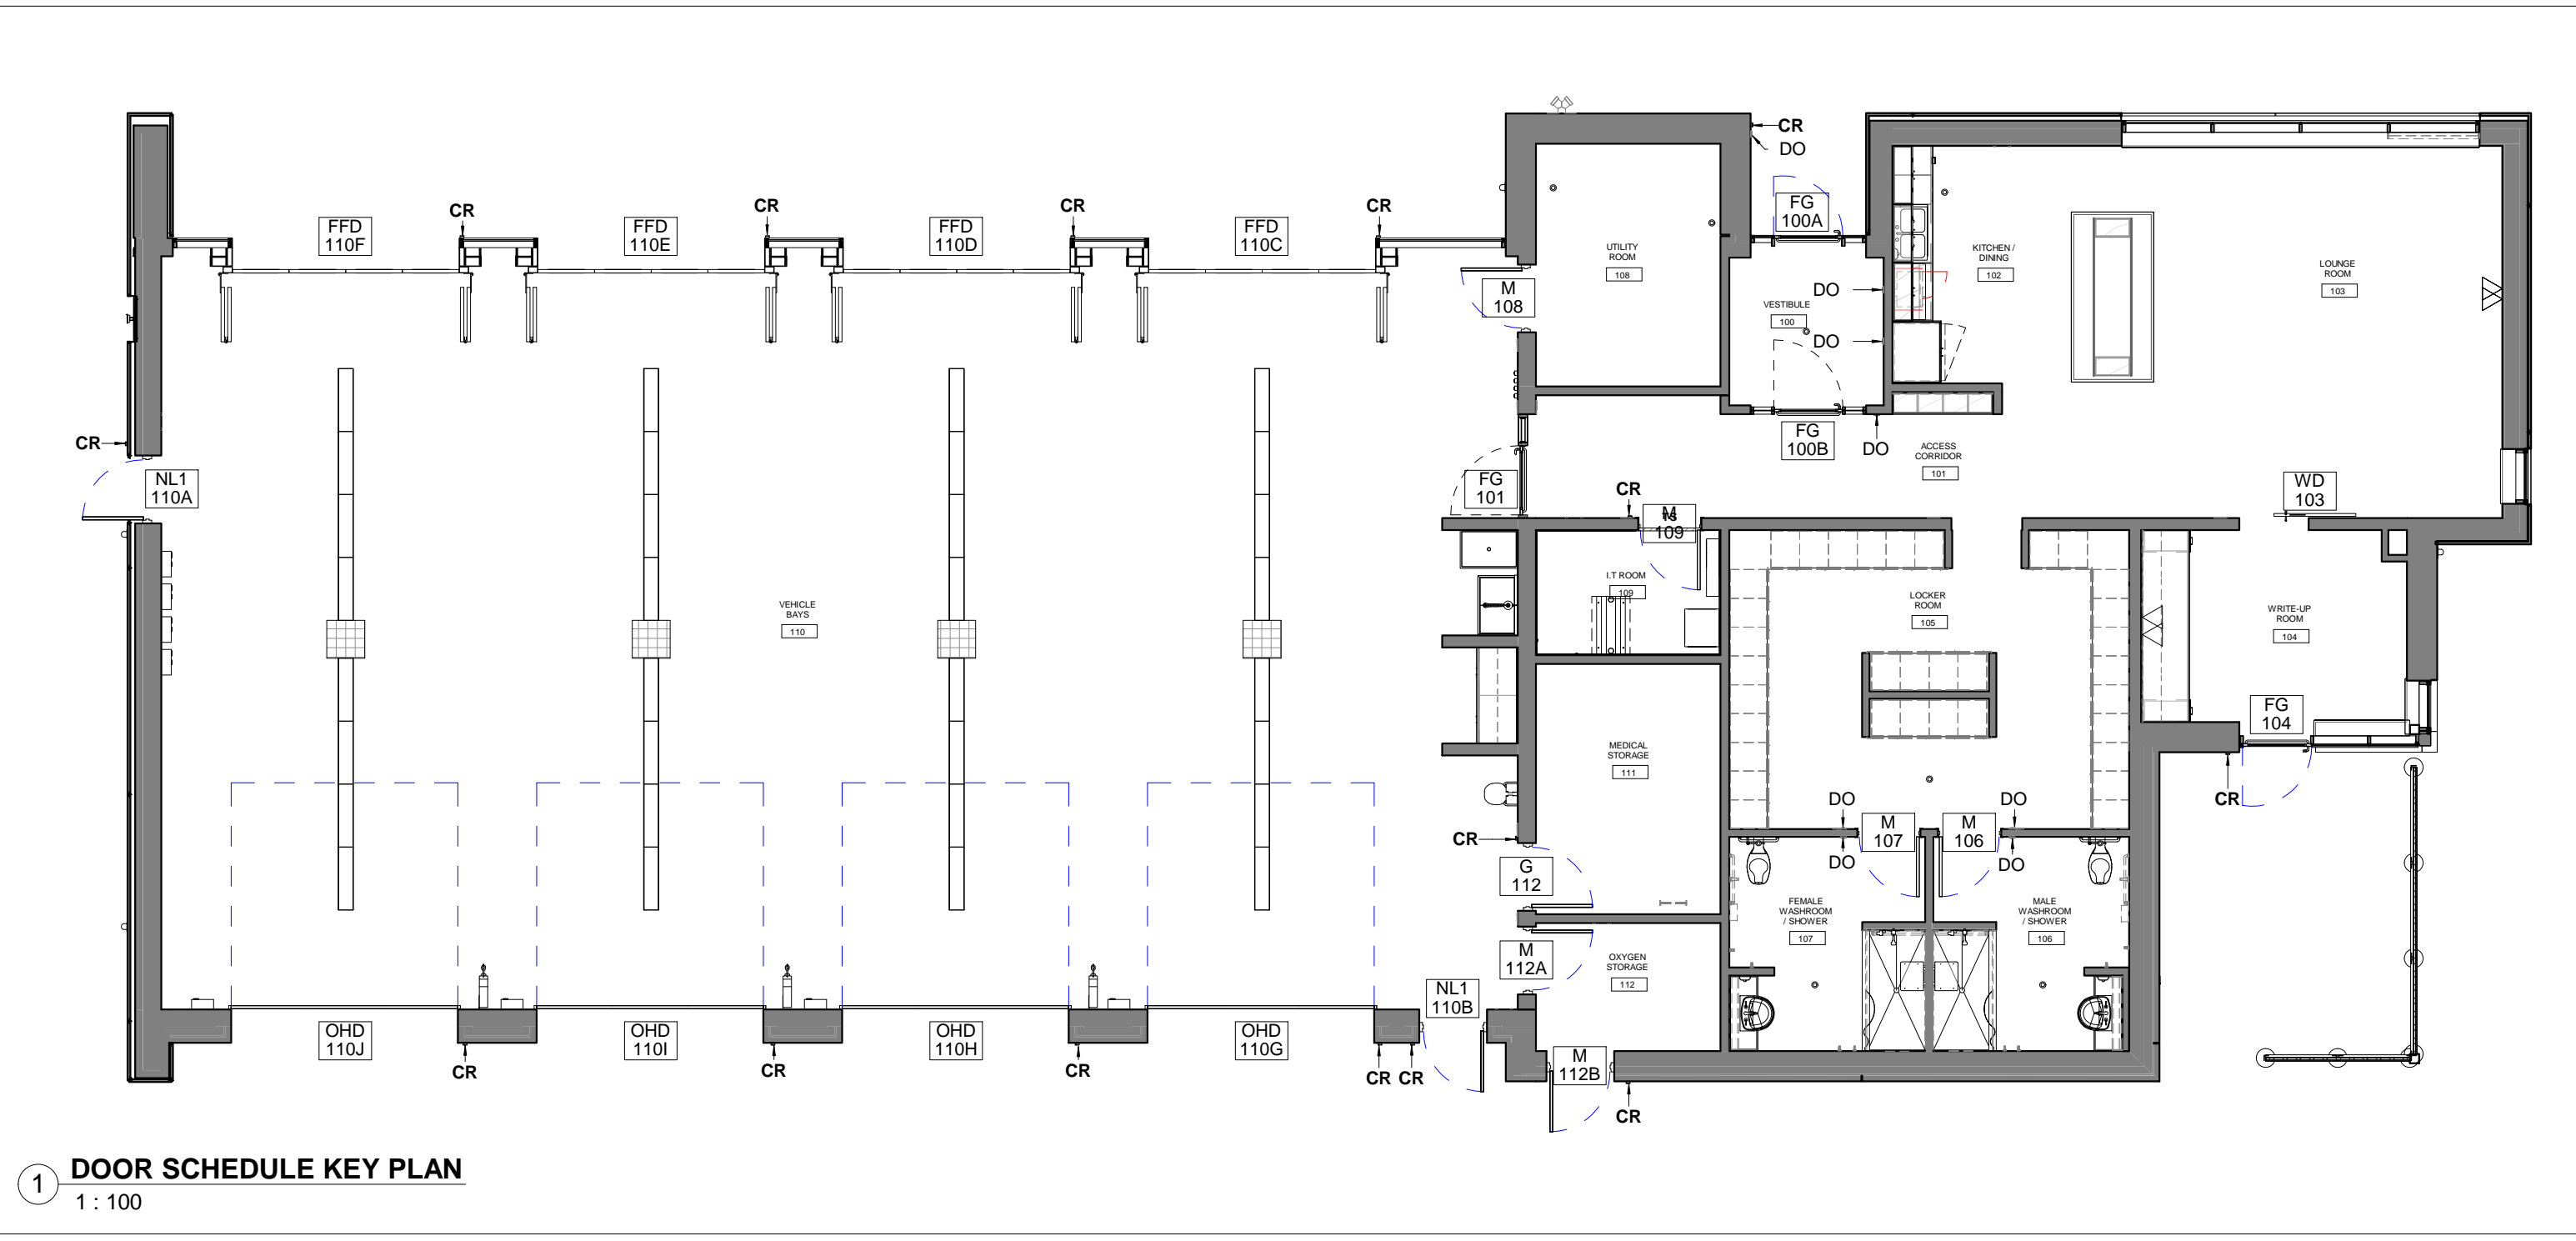 CR
DO
FG
100A
CR
CR
CR
CR
FFD
110F
FFD
110E
FFD
110D
FFD
110C
UTILITY
ROOM
108
KITCHEN /
DINING
102
LOUNGE
ROOM
103
M
108
DO
VESTIBULE
100
DO
CR
FG
100B
DO
ACCESS
CORRIDOR
101
NL1
110A
FG
101
CR
WD
103
M
109
I.T ROOM
109
VEHICLE
BAYS
110
LOCKER
ROOM
105
WRITE-UP
ROOM
104
FG
104
MEDICAL
STORAGE
111
CR
CR
DO
DO
M
107
M
106
DO
DO
G
112
FEMALE
WASHROOM
/ SHOWER
107
MALE
WASHROOM
/ SHOWER
106
M
112A
OXYGEN
STORAGE
112
NL1
110B
OHD
110J
OHD
110I
OHD
110H
OHD
110G
CR
CR
CR
CR
CR
M
112B
CR
1
DOOR SCHEDULE KEY PLAN
1 : 100